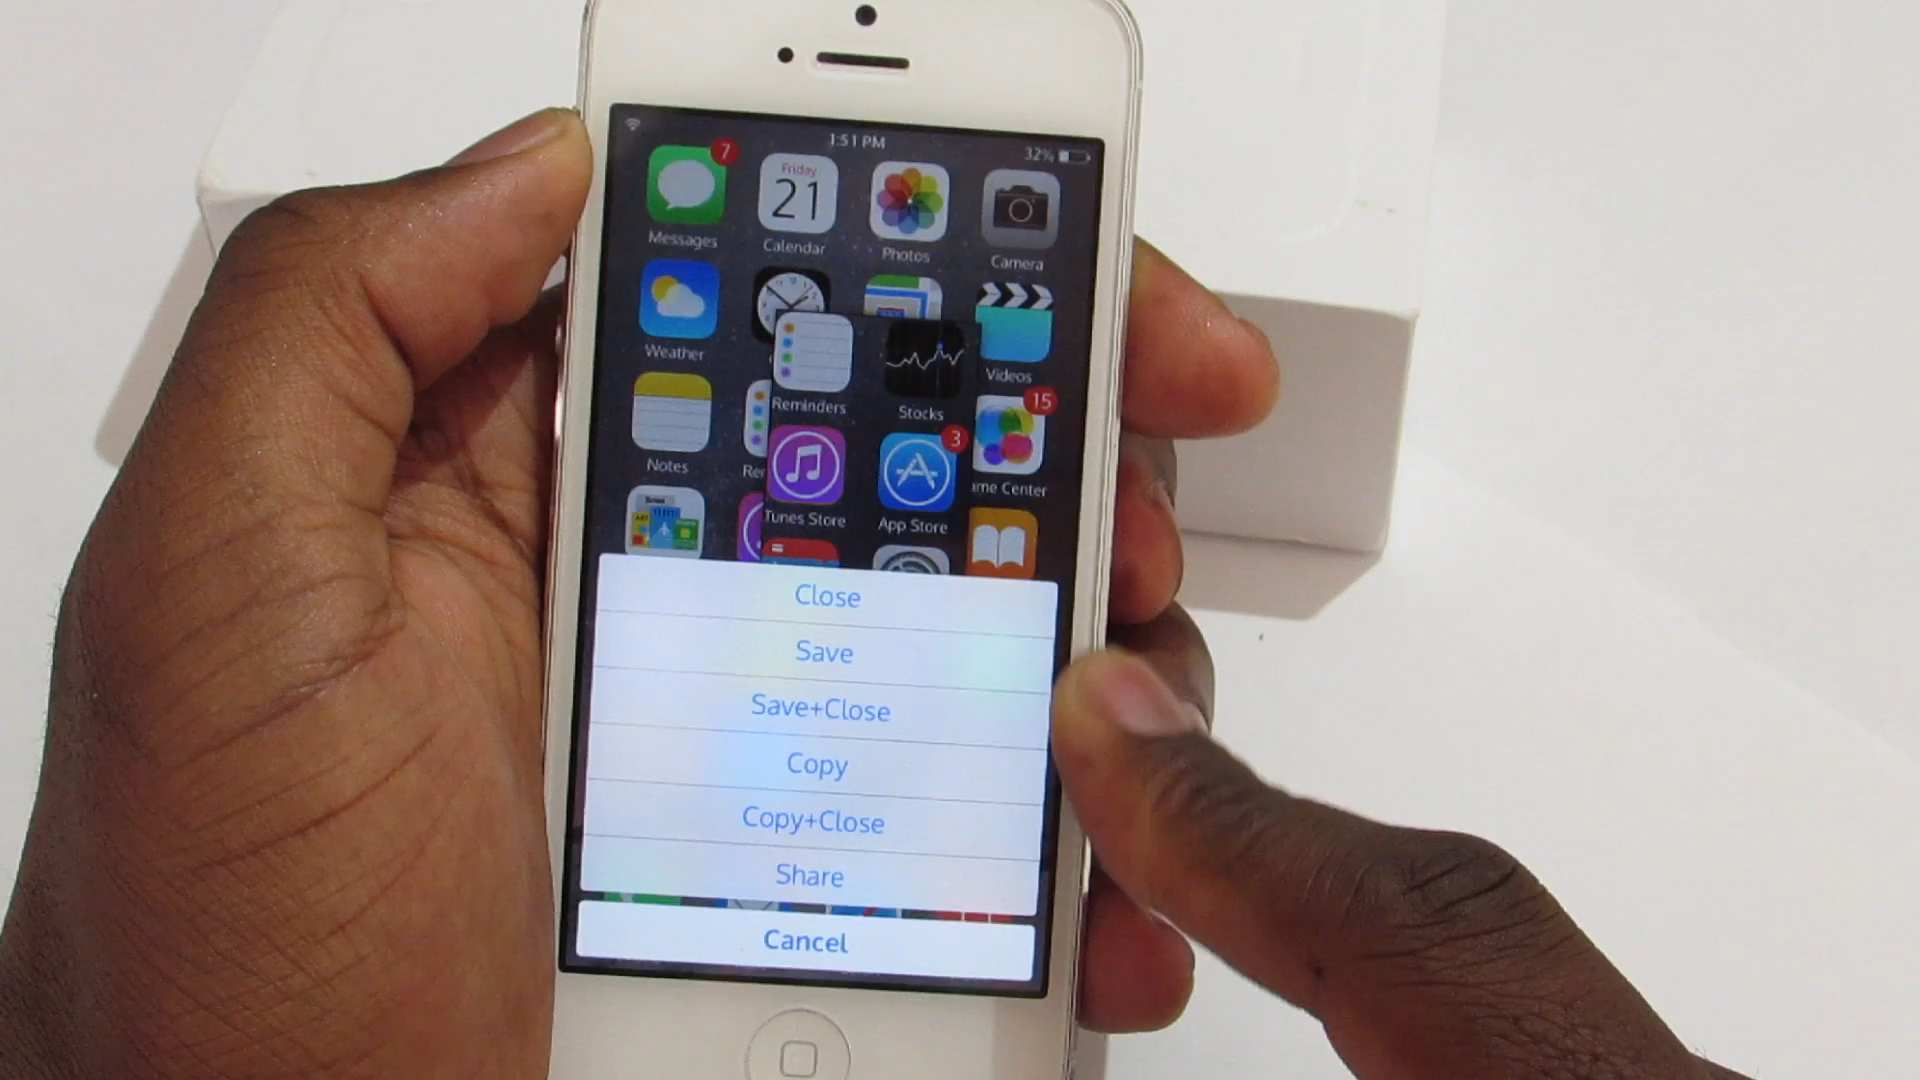 1:51 PM
32%
7
Friday
21
Messages
Calendar
Photos
Camera
Weather
Videos
Reminders
Stocks
15
3
Notes
Re
ame Center
Tunes Store
App Store
Close
Save
Save+Close
Copy
Copy+Close
Share
Cancel